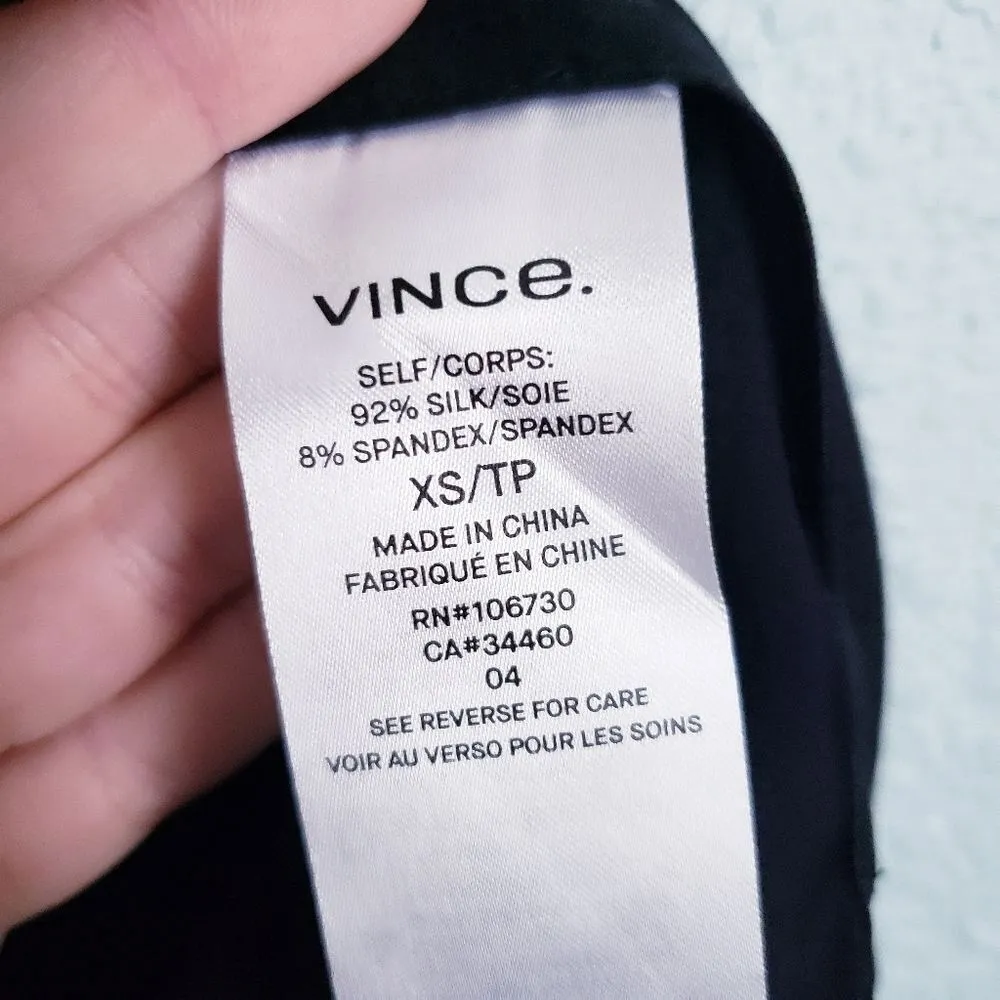 VINCe.
SELF/CORPS:
92% SILK/SOIE
8% SPANDEX/SPANDEX
XS/TP
MADE IN CHINA
FABRIQUÉ EN CHINE
RN#106730
CA#34460
04
SEE REVERSE FOR CARE
VOIR AU VERSO POUR LES SOINS